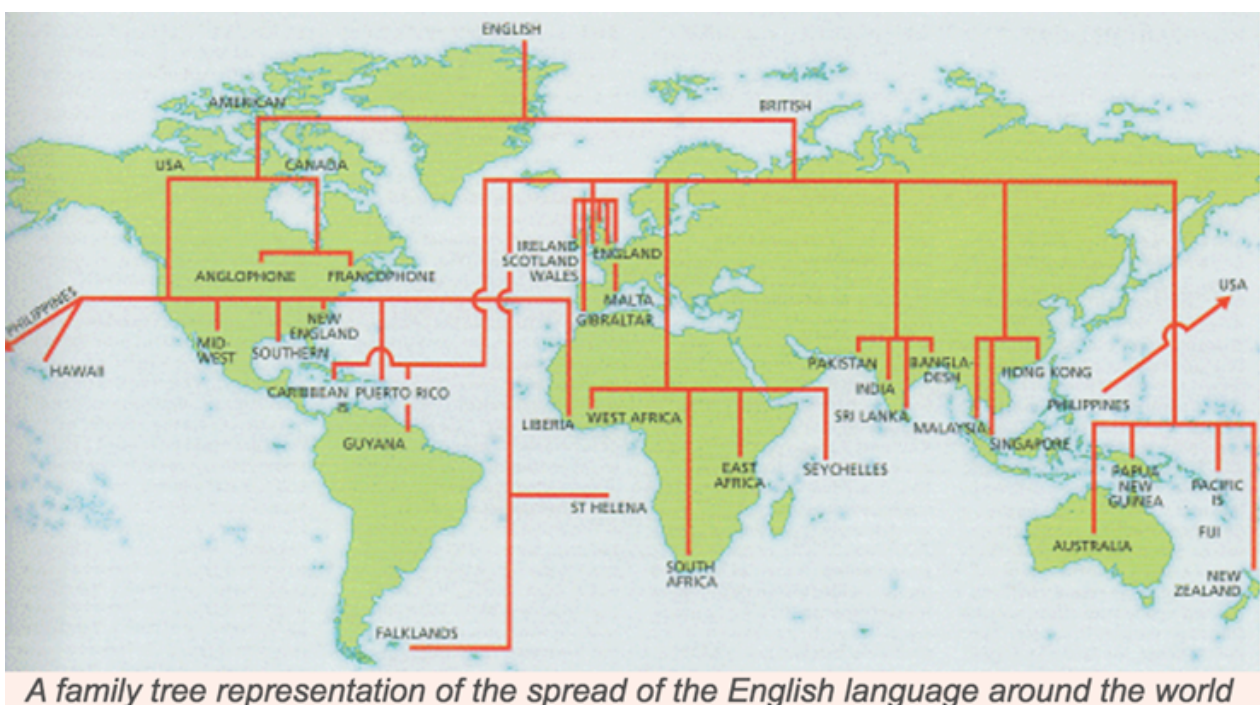 ENGLISH
AMERICAN
BRITISH
USA
CANADA
IRELAND
SCOTLAND
WALES
ENGLAND
ANGLOPHONE
FRANCOPHONE
MALTA
GIBRALTAR
USA
PHILIPPINES
HAWAII
MID-
WEST
SOUTHERN
NEW
ENGLAND
CARIBBEAN
IS
PUERTO RICO
PAKISTAN
INDIA
BANGLA-
DESH
HONG KONG
SRI LANKA
MALAYSIA
SINGAPORE
PHILIPPINES
GUYANA
LIBERIA
WEST AFRICA
EAST
AFRICA
SEYCHELLES
PAPUA
NEW
GUINEA
PACIFIC
IS
FIJI
ST HELENA
SOUTH
AFRICA
AUSTRALIA
NEW
ZEALAND
FALKLANDS
A family tree representation of the spread of the English language around the world